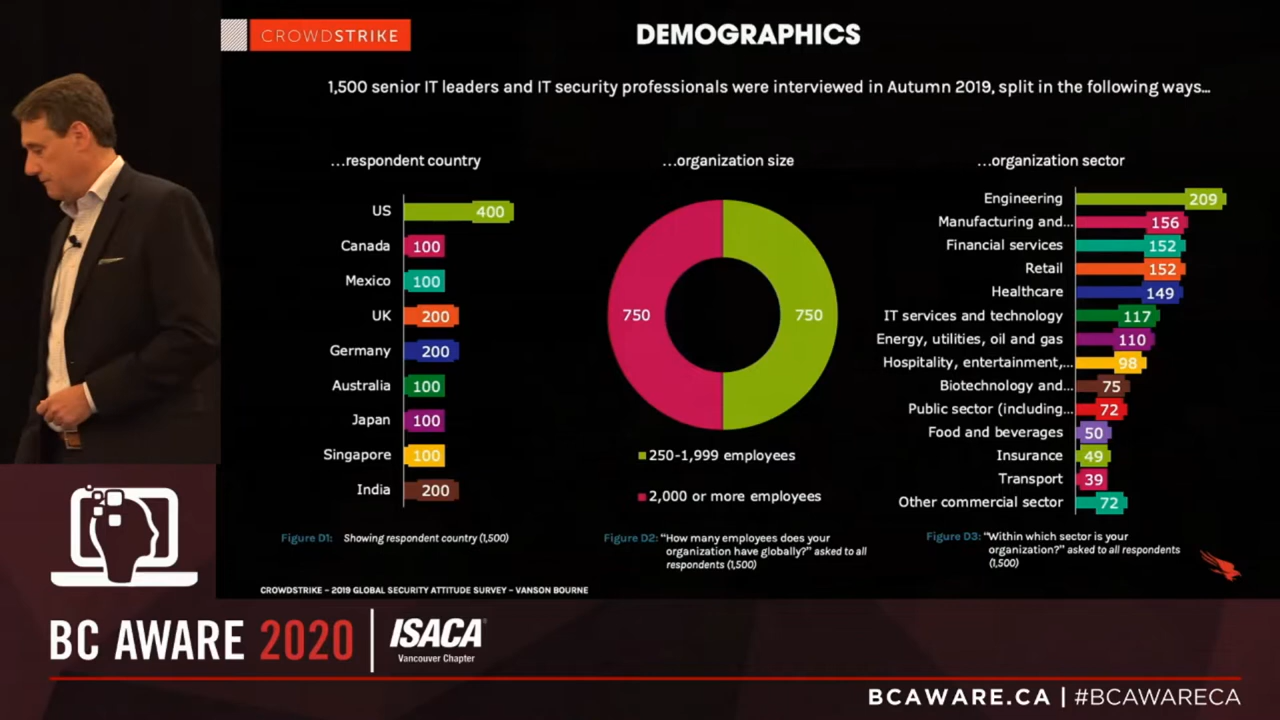 CROWDSTRIKE
DEMOGRAPHICS
1,500 senior IT leaders and IT security professionals were interviewed in Autumn 2019, split in the following ways...
...respondent country
US 400
Canada 100
Mexico 100
UK 200
Germany 200
Australia 100
Japan 100
Singapore 100
India 200
Figure D1: Showing respondent country (1,500)
...organization size
750 750
250-1,999 employees
2,000 or more employees
Figure D2: "How many employees does your
organization have globally?" asked to all
respondents (1,500)
...organization sector
Engineering 209
Manufacturing and... 156
Financial services 152
Retail 152
Healthcare 149
IT services and technology 117
Energy, utilities, oil and gas 110
Hospitality, entertainment,... 98
Biotechnology and... 75
Public sector (including... 72
Food and beverages 50
Insurance 49
Transport 39
Other commercial sector 72
Figure D3: "Within which sector is your
organization?" asked to all respondents
(1,500)
CROWDSTRIKE – 2019 GLOBAL SECURITY ATTITUDE SURVEY – VANSON BOURNE
BC AWARE 2020
ISACA®
Vancouver Chapter
BCAWARE.CA | #BCAWARECA